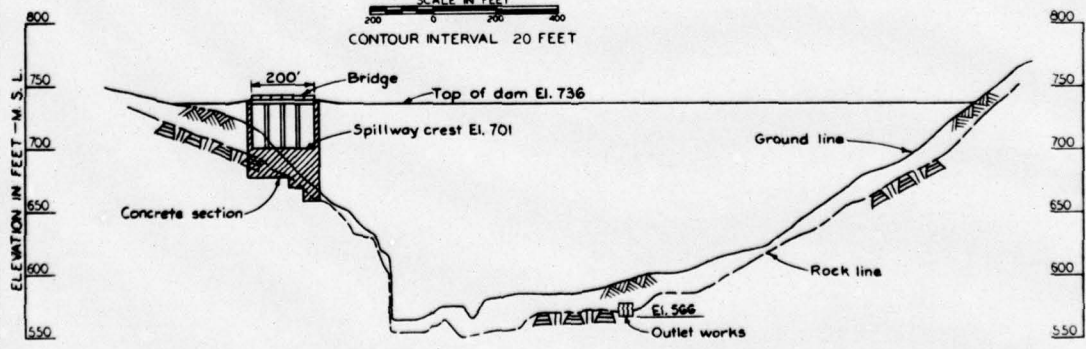 SCALE IN FEET
200 0 200 400
CONTOUR INTERVAL 20 FEET
800 800
750 750
200'
Bridge
Top of dam El. 736
Spillway crest El. 701
700 700
Ground line
Concrete section
650 650
ELEVATION IN FEET-M.S.L.
600 600
Rock line
El. 566
Outlet works
550 550